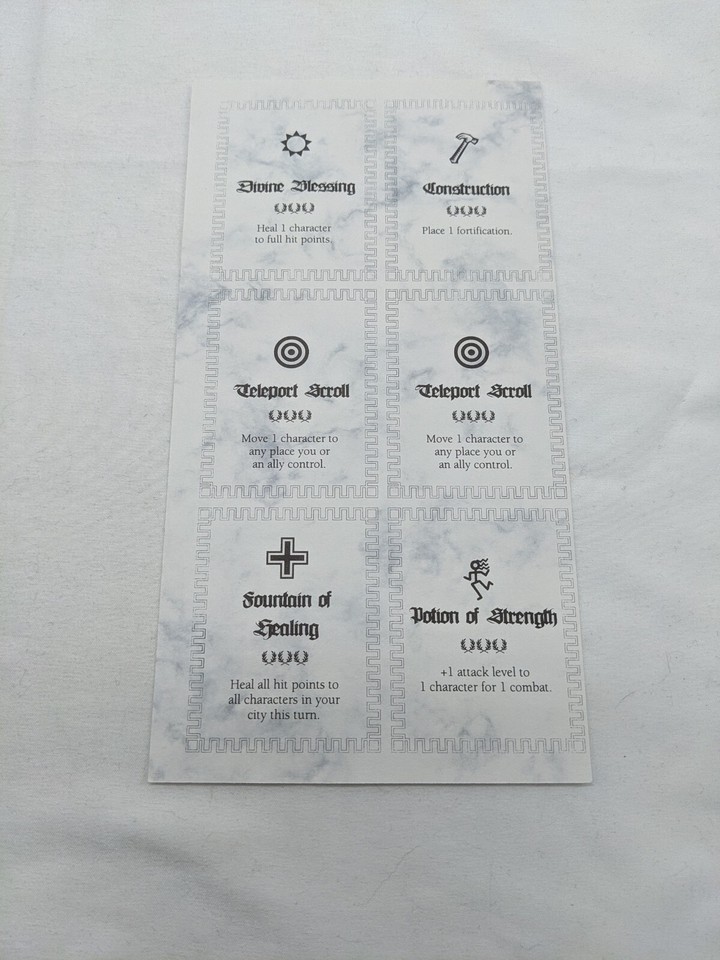 Divine Blessing
Heal 1 character
to full hit points.
Construction
Place 1 fortification.
Teleport Scroll
Move 1 character to
any place you or
an ally control.
Teleport Scroll
Move 1 character to
any place you or
an ally control.
Fountain of
Healing
Heal all hit points to
all characters in your
city this turn.
Potion of Strength
+1 attack level to
1 character for 1 combat.